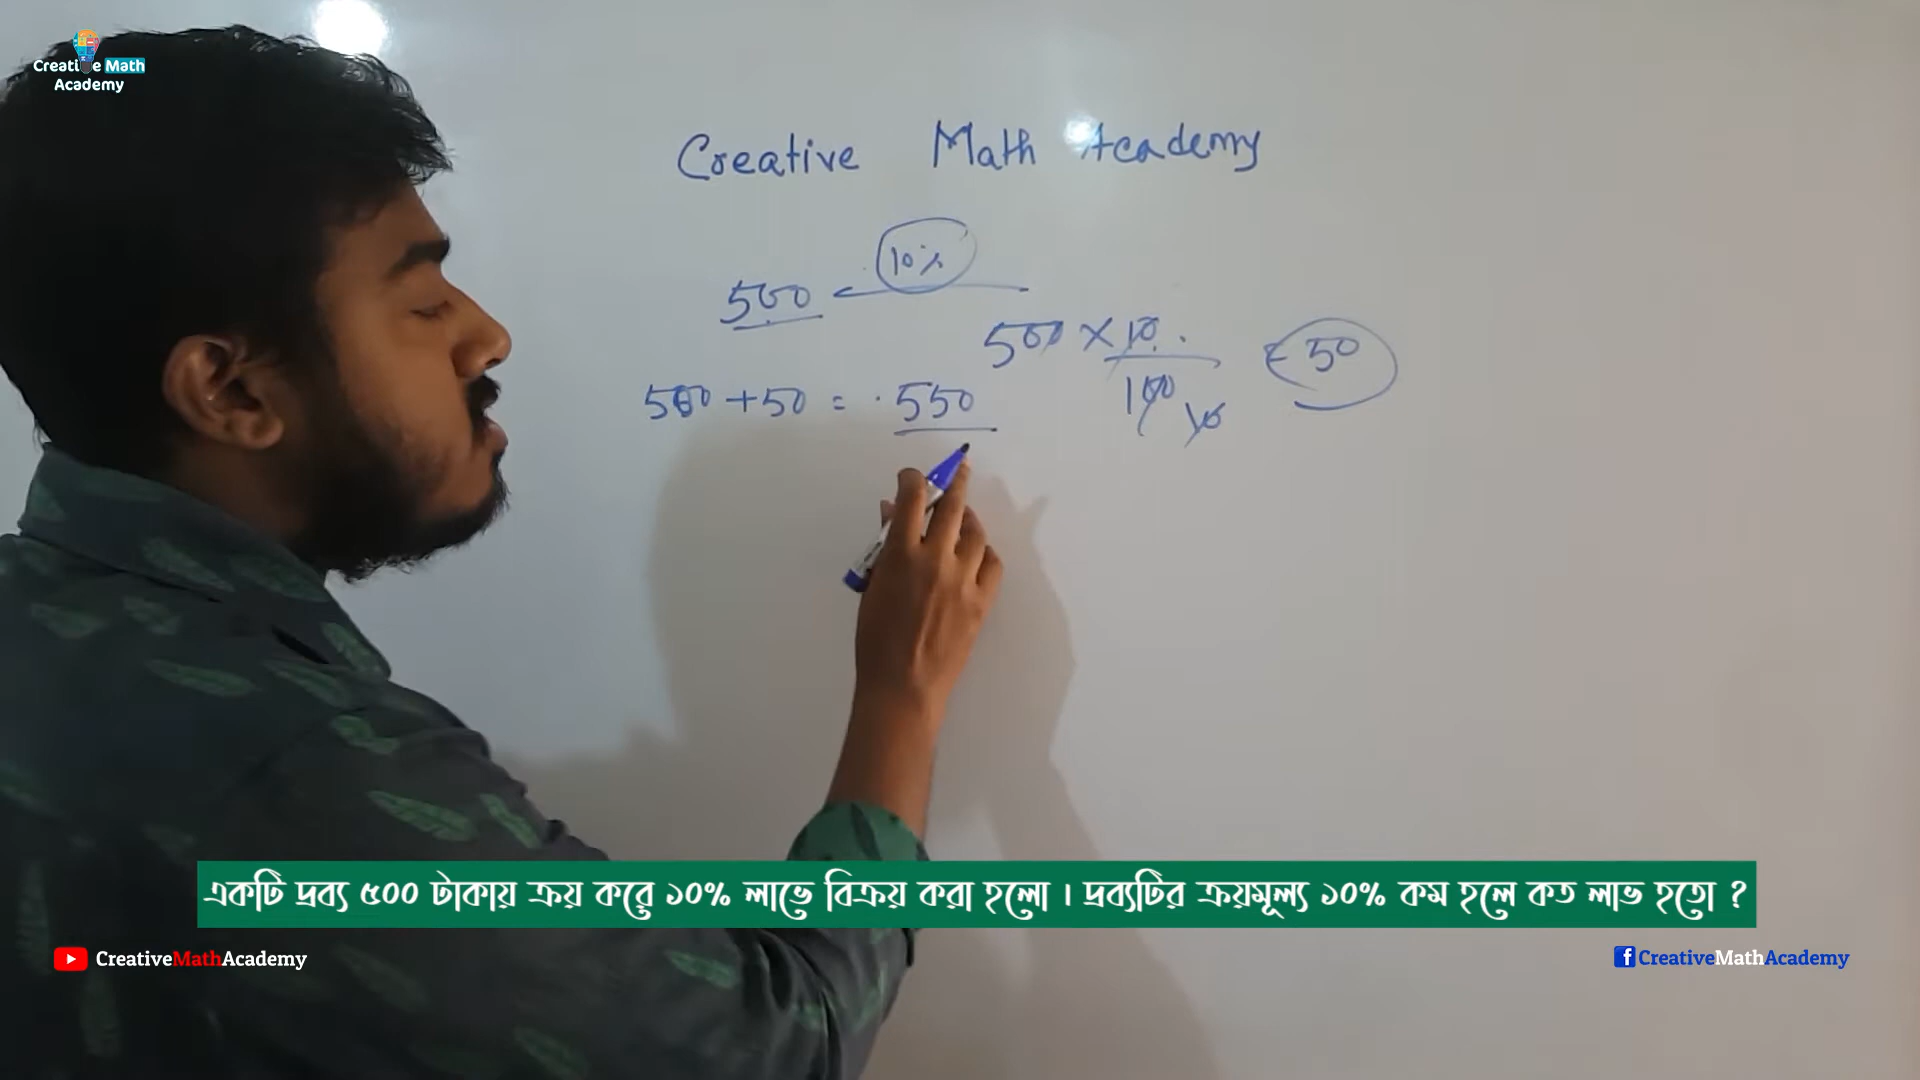 Creative Math
Academy
Creative Math Academy
10%
500
500 × 10
100
10
= 50
500 + 50 = 550
একটি দ্রব্য ৫০০ টাকায় ক্রয় করে ১০% লাভে বিক্রয় করা হলো । দ্রব্যটির ক্রয়মূল্য ১০% কম হলে কত লাভ হতো ?
CreativeMathAcademy
f CreativeMathAcademy